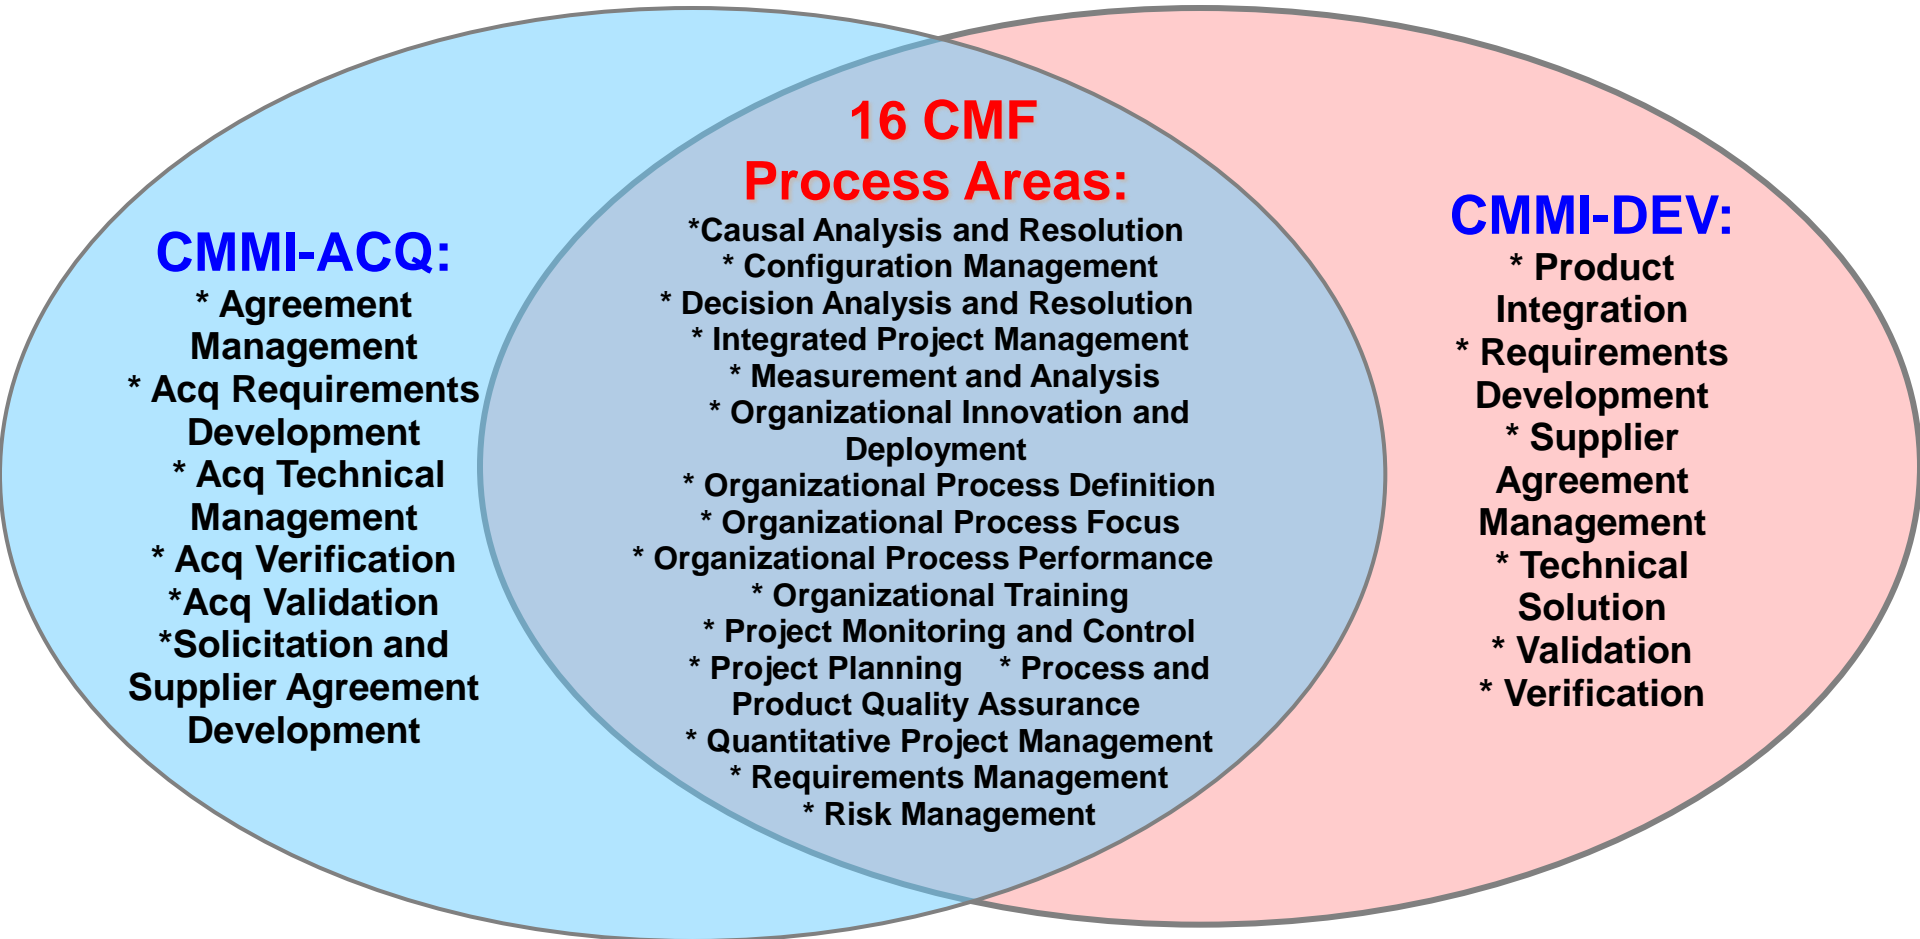 CMMI-ACQ:
* Agreement
Management
* Acq Requirements
Development
* Acq Technical
Management
* Acq Verification
*Acq Validation
*Solicitation and
Supplier Agreement
Development
16 CMF
Process Areas:
*Causal Analysis and Resolution
* Configuration Management
* Decision Analysis and Resolution
* Integrated Project Management
* Measurement and Analysis
* Organizational Innovation and
Deployment
* Organizational Process Definition
* Organizational Process Focus
* Organizational Process Performance
* Organizational Training
* Project Monitoring and Control
* Project Planning * Process and
Product Quality Assurance
* Quantitative Project Management
* Requirements Management
* Risk Management
CMMI-DEV:
* Product
Integration
* Requirements
Development
* Supplier
Agreement
Management
* Technical
Solution
* Validation
* Verification